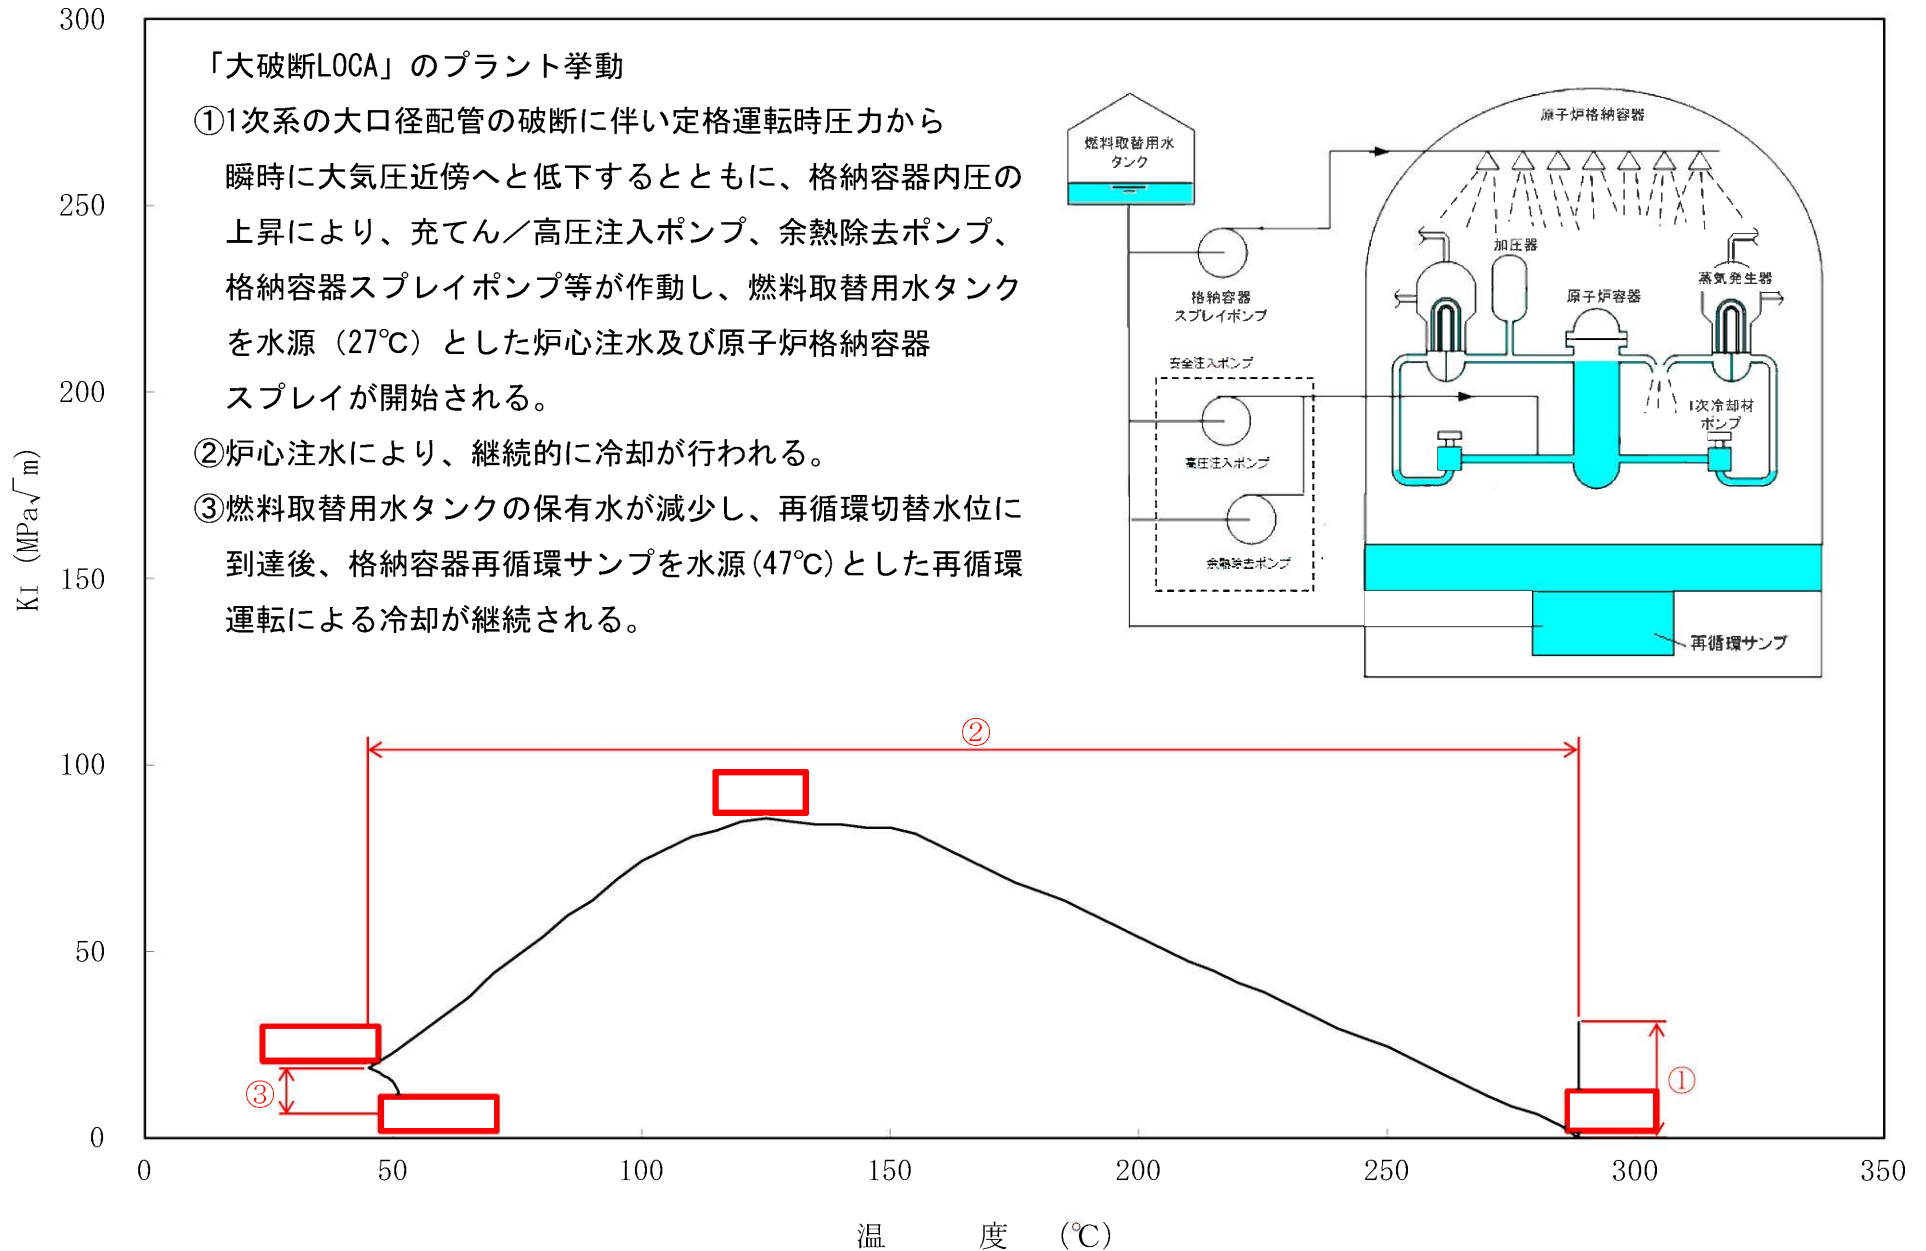 300
250
200
150
100
50
0
KI (MPa√m)
「大破断LOCA」のプラント挙動
①1次系の大口径配管の破断に伴い定格運転時圧力から
瞬時に大気圧近傍へと低下するとともに、格納容器内圧の
上昇により、充てん／高圧注入ポンプ、余熱除去ポンプ、
格納容器スプレイポンプ等が作動し、燃料取替用水タンク
を水源（27℃）とした炉心注水及び原子炉格納容器
スプレイが開始される。
②炉心注水により、継続的に冷却が行われる。
③燃料取替用水タンクの保有水が減少し、再循環切替水位に
到達後、格納容器再循環サンプを水源(47℃)とした再循環
運転による冷却が継続される。
燃料取替用水
タンク
原子炉格納容器
格納容器
スプレイポンプ
加圧器
原子炉容器
蒸気発生器
安全注入ポンプ
高圧注入ポンプ
余熱除去ポンプ
1次冷却材
ポンプ
再循環サンプ
②
③
①
0
50
100
150
200
250
300
350
温 度 (℃)